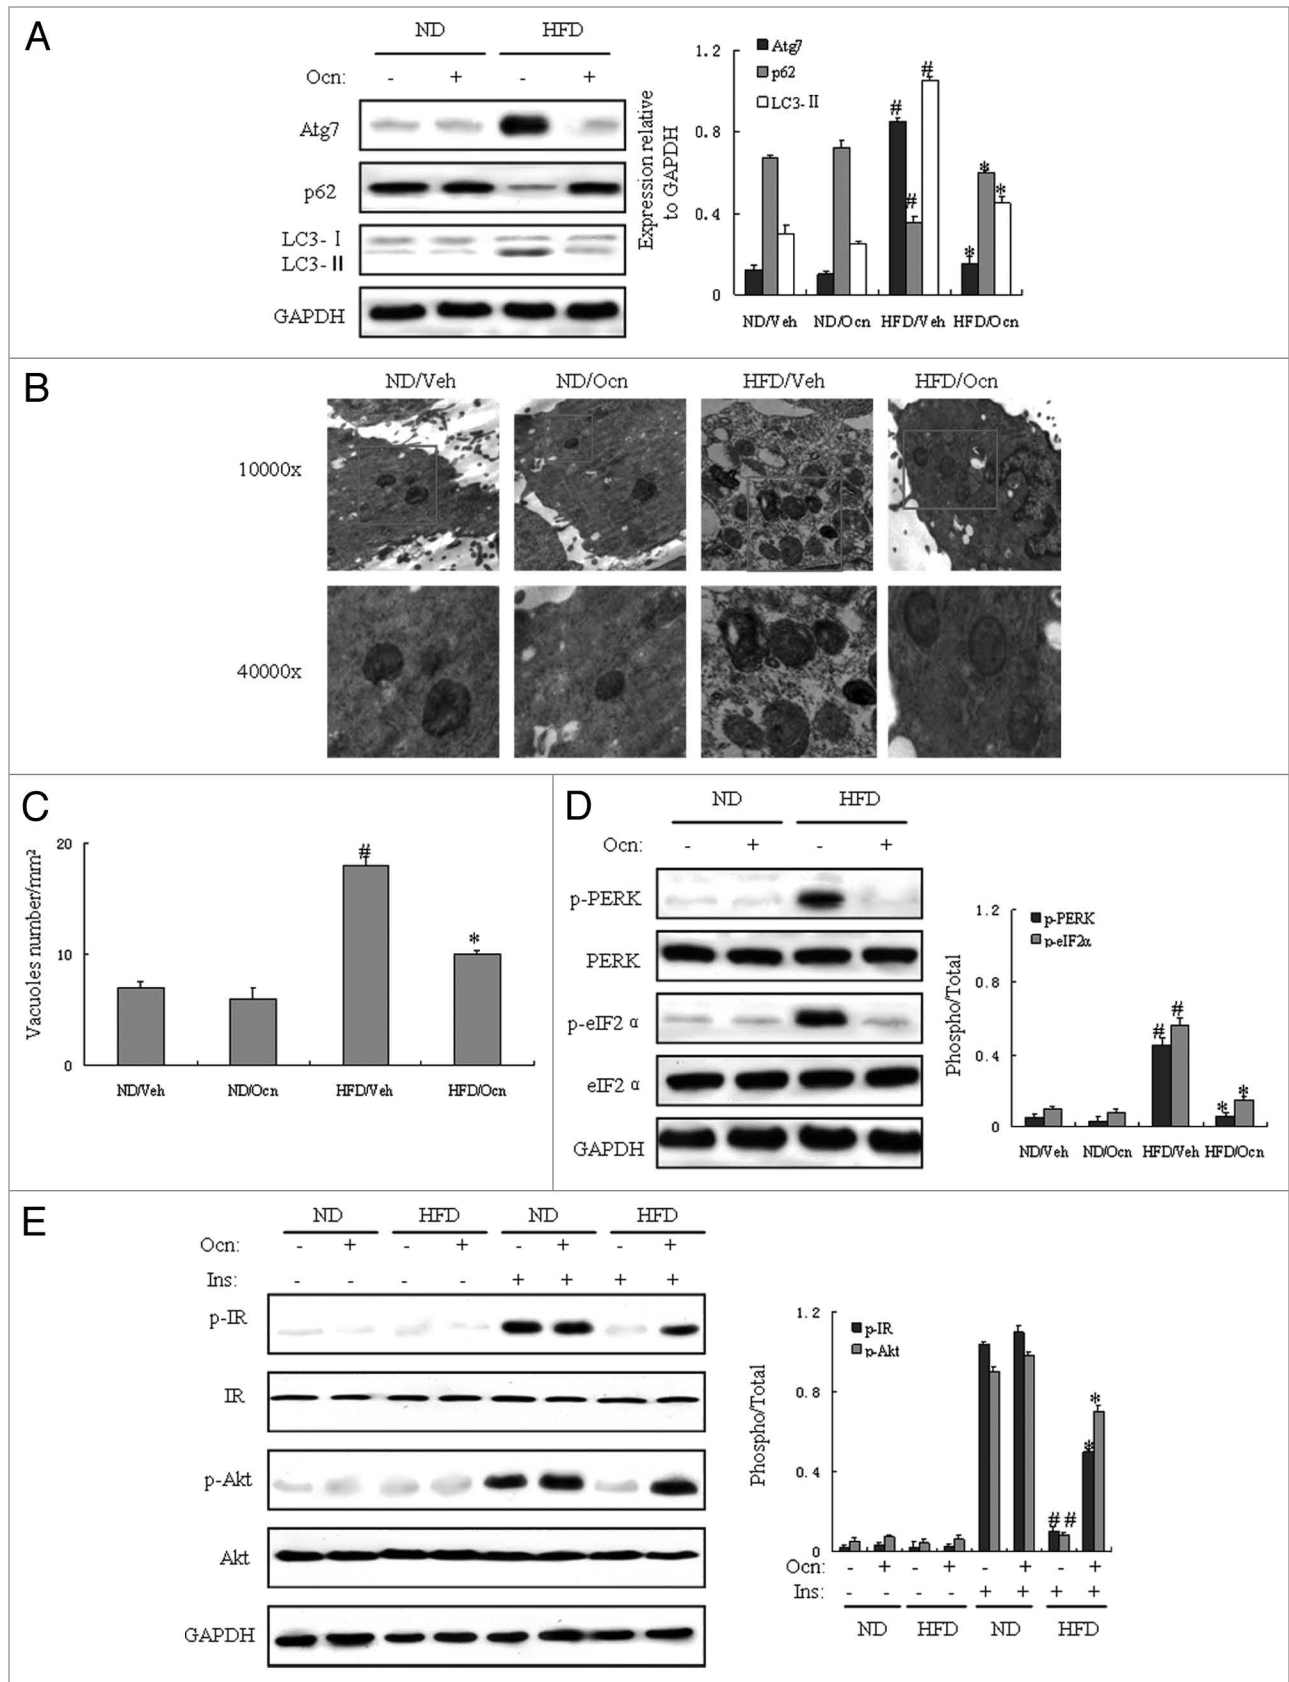 A
ND HFD
Ocn: - + - +
Atg7
p62
LC3-Ⅰ
LC3-Ⅱ
GAPDH
Expression relative
to GAPDH
1.2
0.8
0.4
0
Atg7
p62
LC3-Ⅱ
# # #
* * *
ND/Veh ND/Ocn HFD/Veh HFD/Ocn
B
ND/Veh ND/Ocn HFD/Veh HFD/Ocn
10000x
40000x
C
Vacuoles number/mm²
20
10
0
#
*
ND/Veh ND/Ocn HFD/Veh HFD/Ocn
D
ND HFD
Ocn: - + - +
p-PERK
PERK
p-eIF2α
eIF2α
GAPDH
Phospho/Total
1.2
0.8
0.4
0
p-PERK
p-eIF2α
# #
* *
ND/Veh ND/Ocn HFD/Veh HFD/Ocn
E
ND HFD ND HFD
Ocn: - + - + - + - +
Ins: - - - - + + + +
p-IR
IR
p-Akt
Akt
GAPDH
Phospho/Total
1.2
0.8
0.4
0
p-IR
p-Akt
# #
* *
Ocn: - + - + - + - +
Ins: - - - - + + + +
ND HFD ND HFD